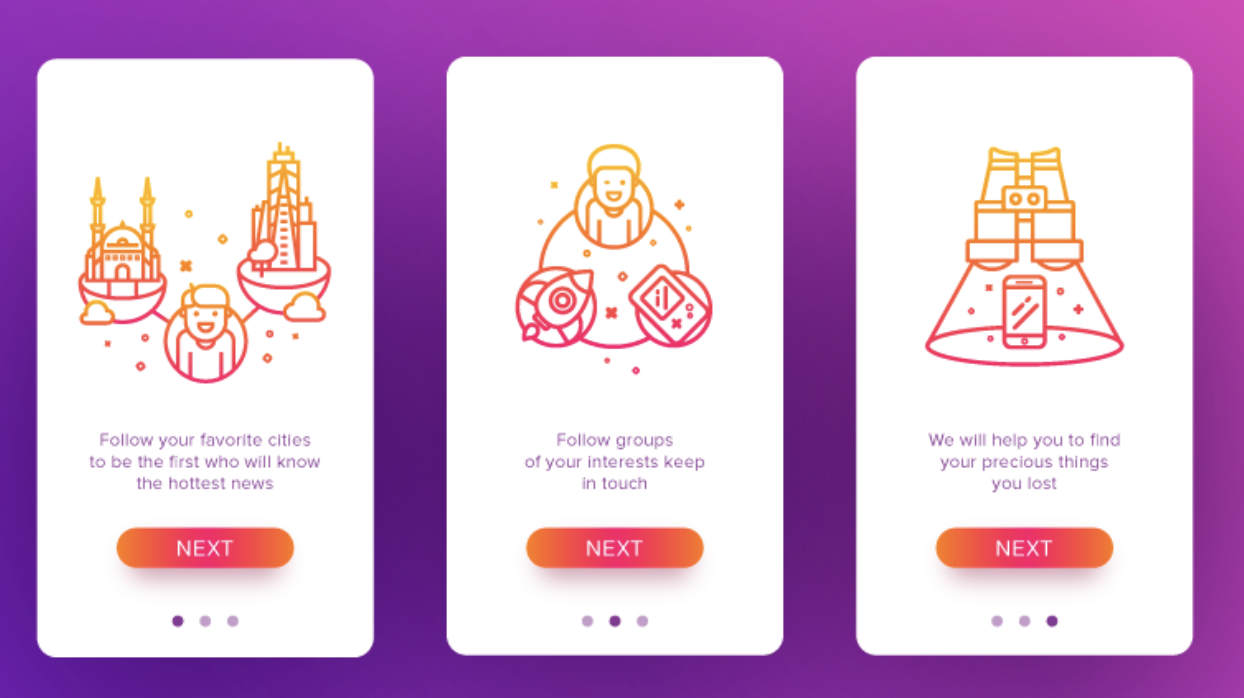 Follow your favorite cities
to be the first who will know
the hottest news
NEXT
Follow groups
of your interests keep
in touch
NEXT
We will help you to find
your precious things
you lost
NEXT